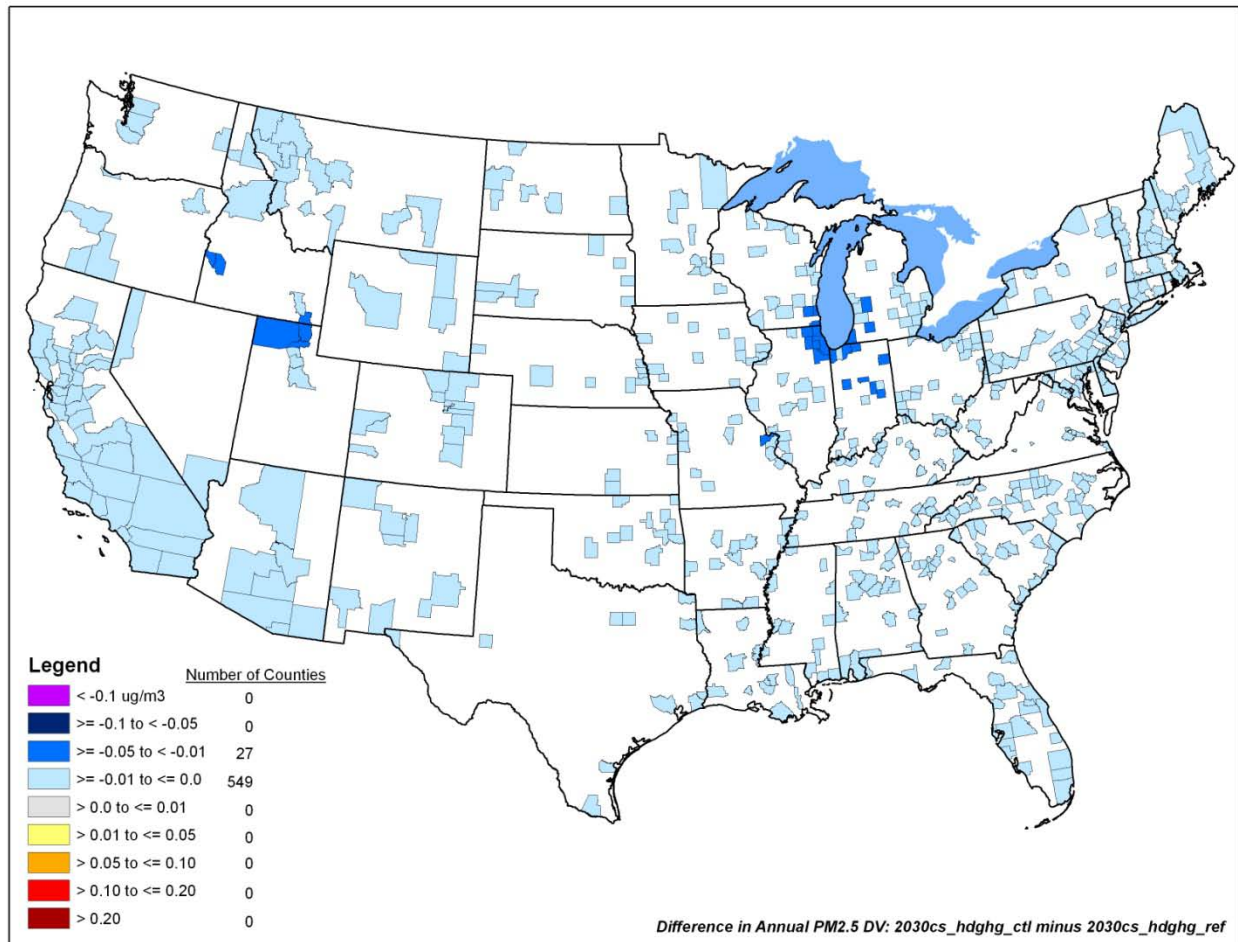 Legend
Number of Counties
< -0.1 ug/m3 0
>= -0.1 to < -0.05 0
>= -0.05 to < -0.01 27
>= -0.01 to <= 0.0 549
> 0.0 to <= 0.01 0
> 0.01 to <= 0.05 0
> 0.05 to <= 0.10 0
> 0.10 to <= 0.20 0
> 0.20 0
Difference in Annual PM2.5 DV: 2030cs_hdghg_ctl minus 2030cs_hdghg_ref